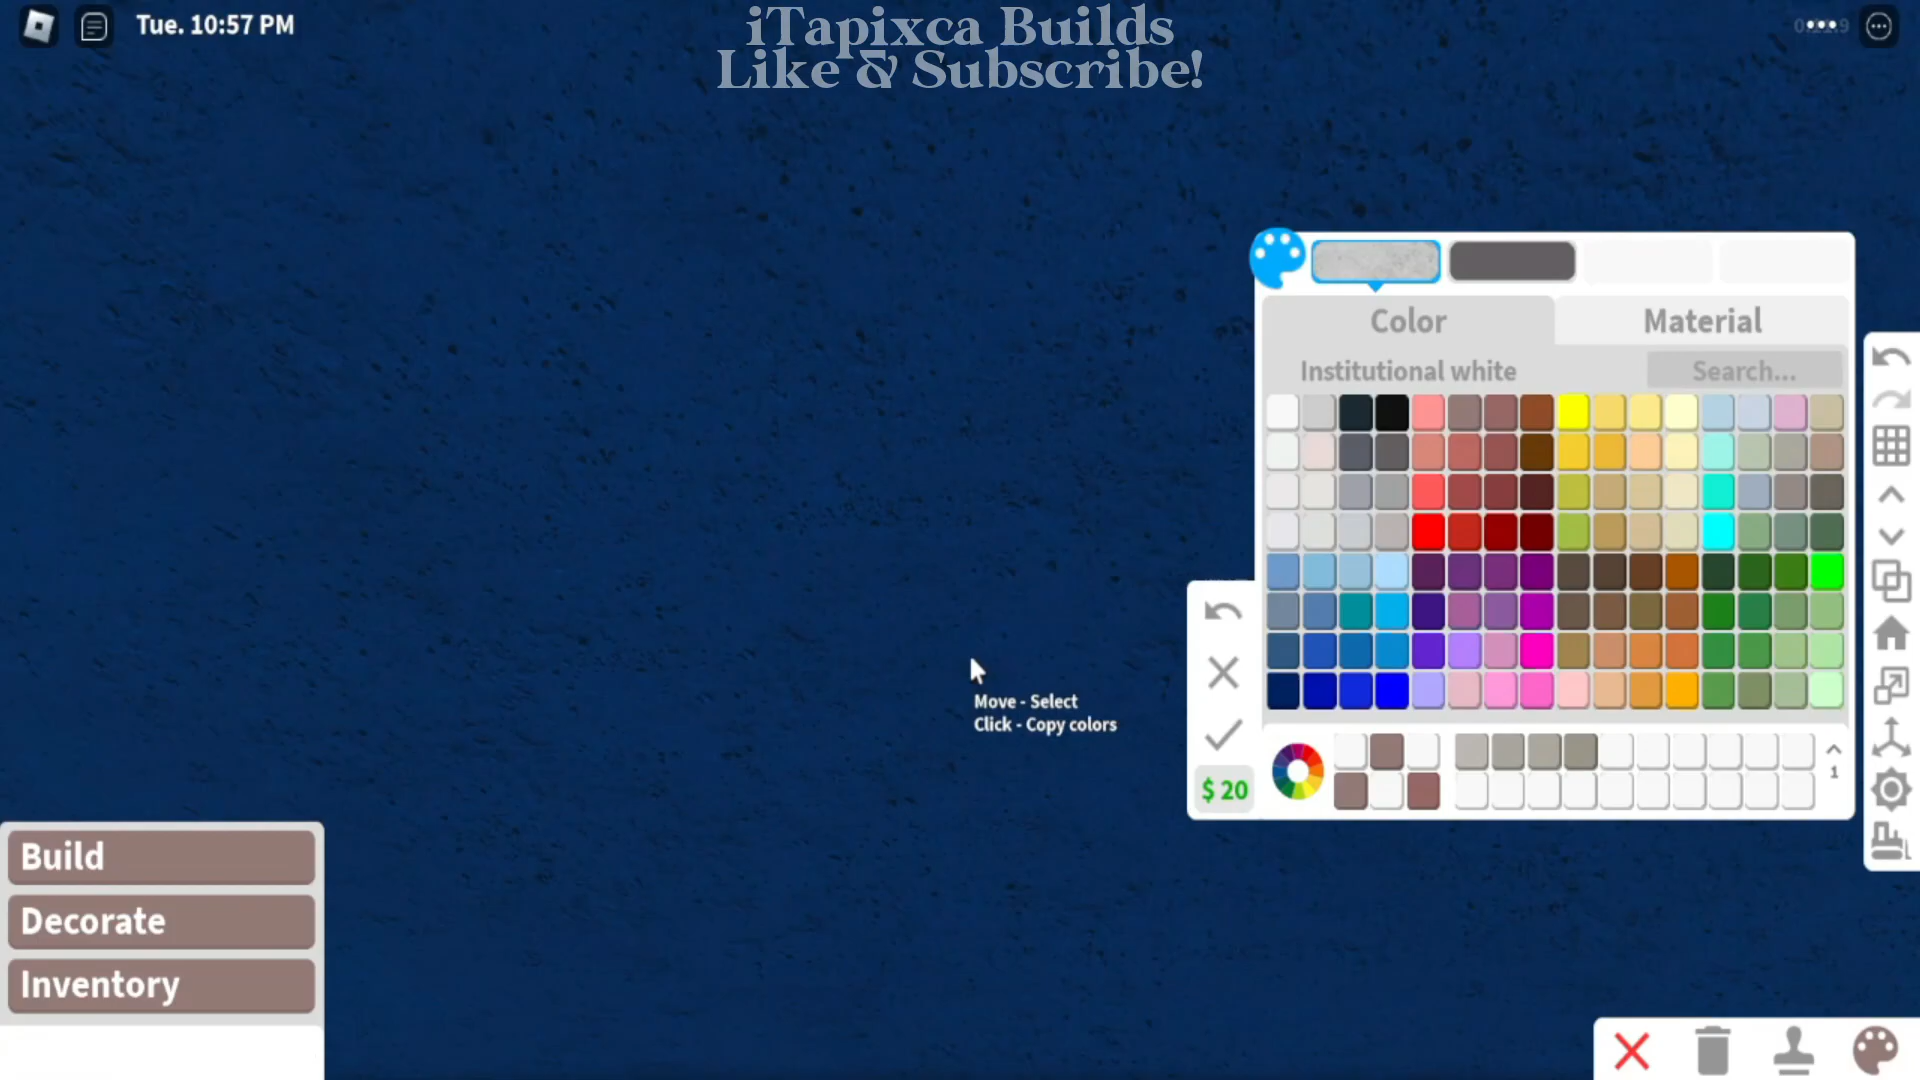 Tue. 10:57 PM
iTapixca Builds
Like & Subscribe!
Color
Material
Institutional white
Search...
Move - Select
Click - Copy colors
$ 20
1
Build
Decorate
Inventory